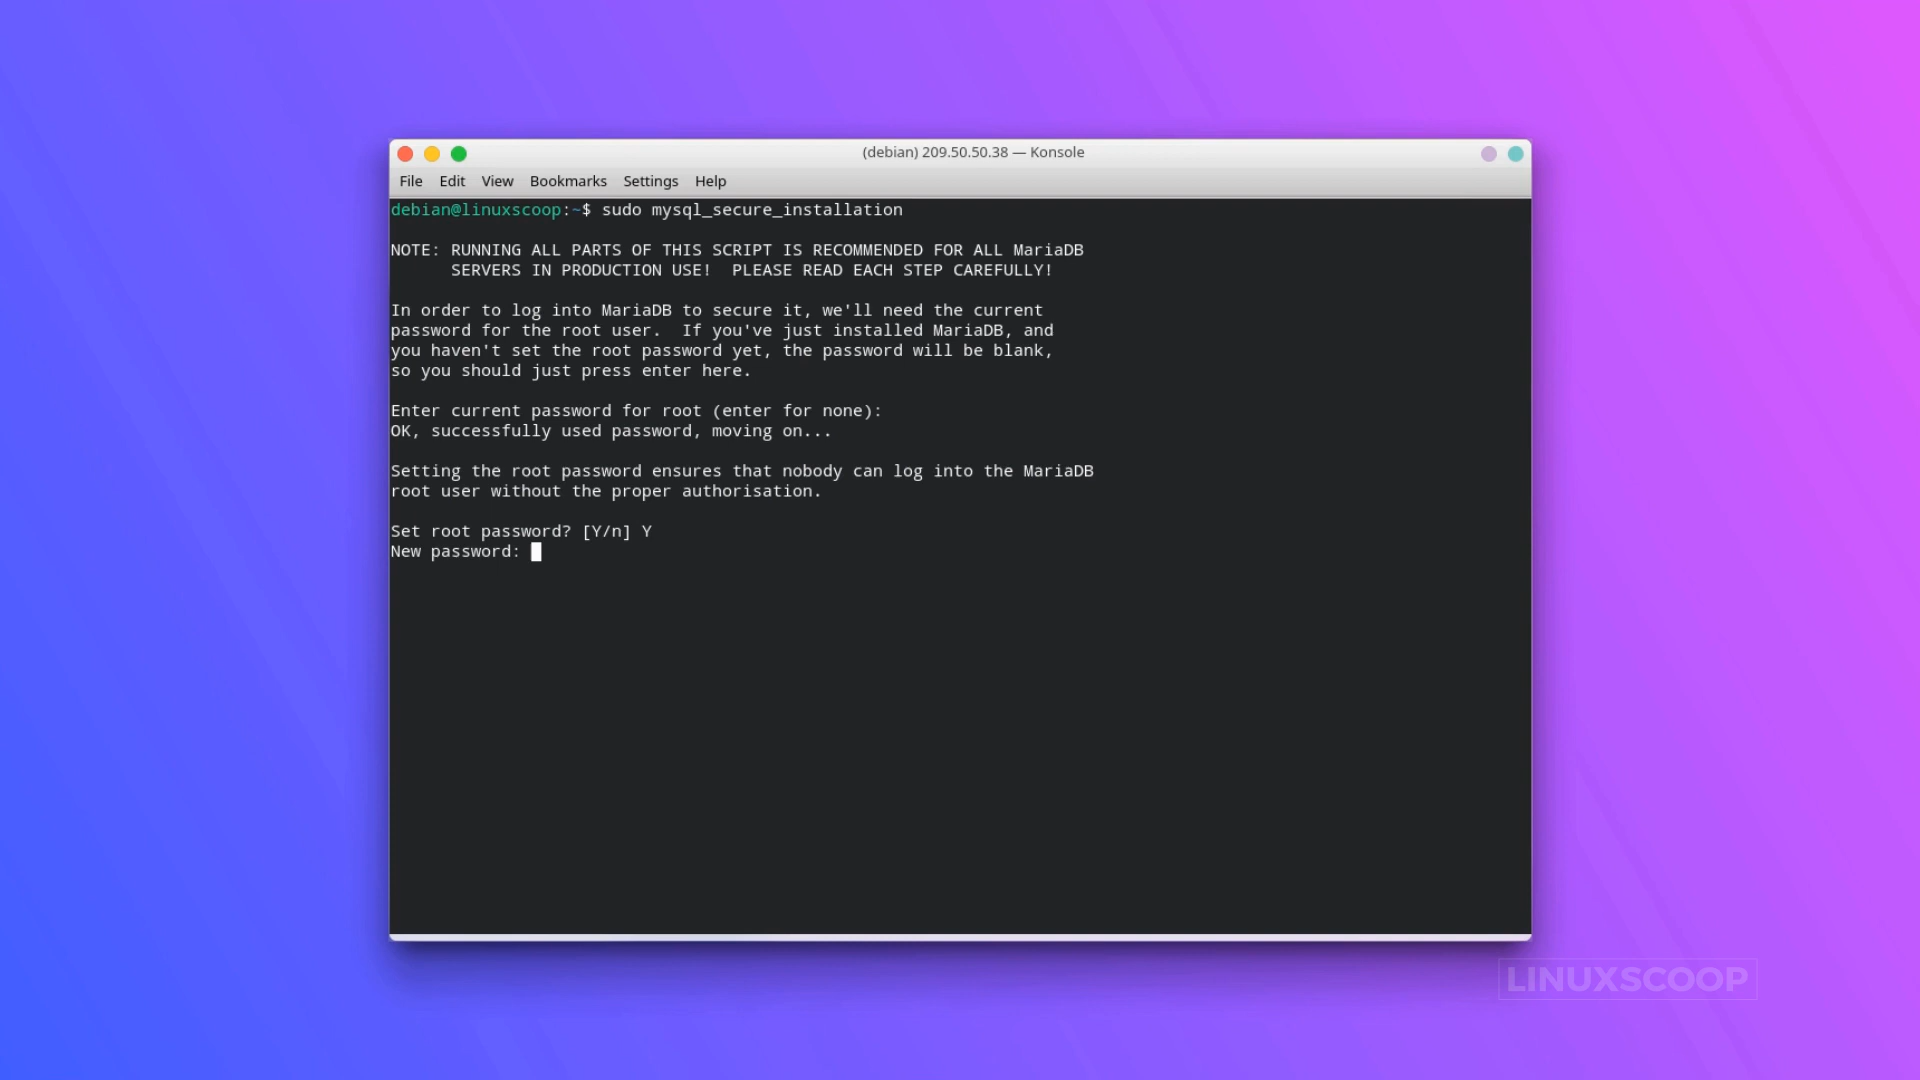 (debian) 209.50.50.38 — Konsole
File Edit View Bookmarks Settings Help
debian@linuxscoop:~$ sudo mysql_secure_installation
NOTE: RUNNING ALL PARTS OF THIS SCRIPT IS RECOMMENDED FOR ALL MariaDB
SERVERS IN PRODUCTION USE!  PLEASE READ EACH STEP CAREFULLY!
In order to log into MariaDB to secure it, we'll need the current
password for the root user.  If you've just installed MariaDB, and
you haven't set the root password yet, the password will be blank,
so you should just press enter here.
Enter current password for root (enter for none):
OK, successfully used password, moving on...
Setting the root password ensures that nobody can log into the MariaDB
root user without the proper authorisation.
Set root password? [Y/n] Y
New password:
LINUXSCOOP